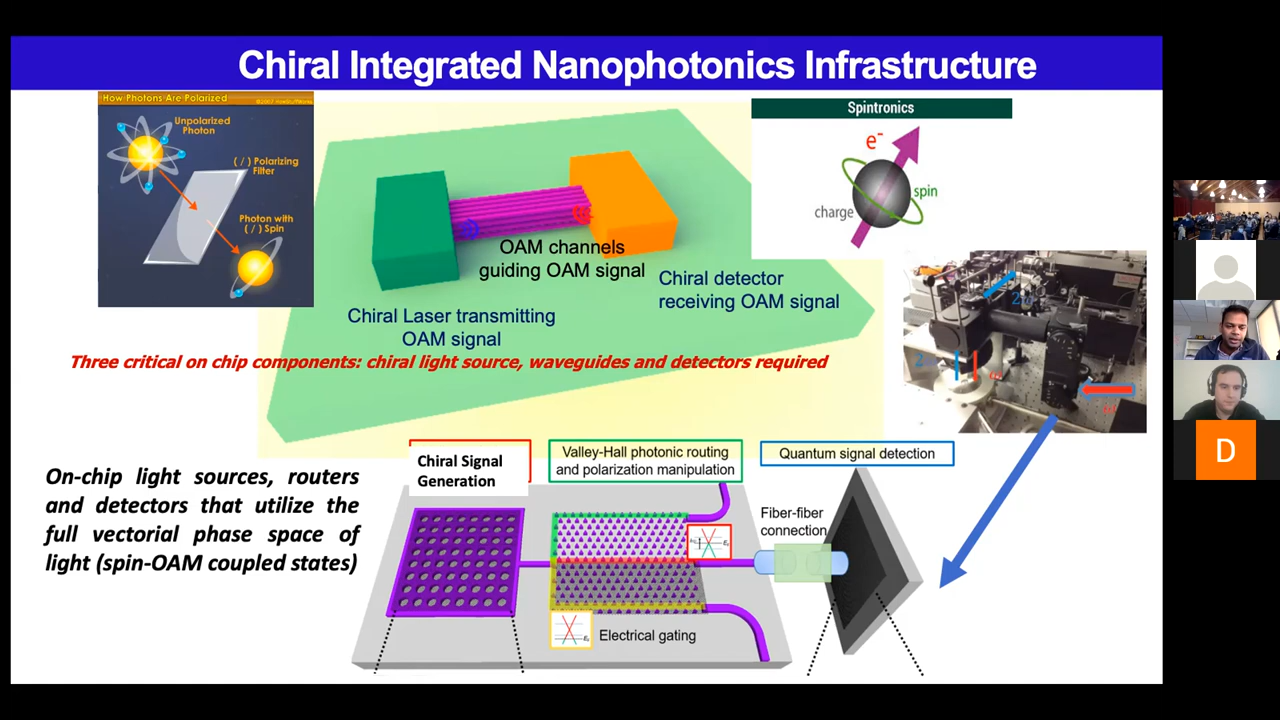 Chiral Integrated Nanophotonics Infrastructure
How Photons Are Polarized
Unpolarized
Photon
( / ) Polarizing
Filter
Photon with
( / ) Spin
Spintronics
e-
spin
charge
OAM channels
guiding OAM signal
Chiral detector
receiving OAM signal
Chiral Laser transmitting
OAM signal
Three critical on chip components: chiral light source, waveguides and detectors required
On-chip light sources, routers
and detectors that utilize the
full vectorial phase space of
light (spin-OAM coupled states)
Chiral Signal
Generation
Valley-Hall photonic routing
and polarization manipulation
Quantum signal detection
Fiber-fiber
connection
Electrical gating
D